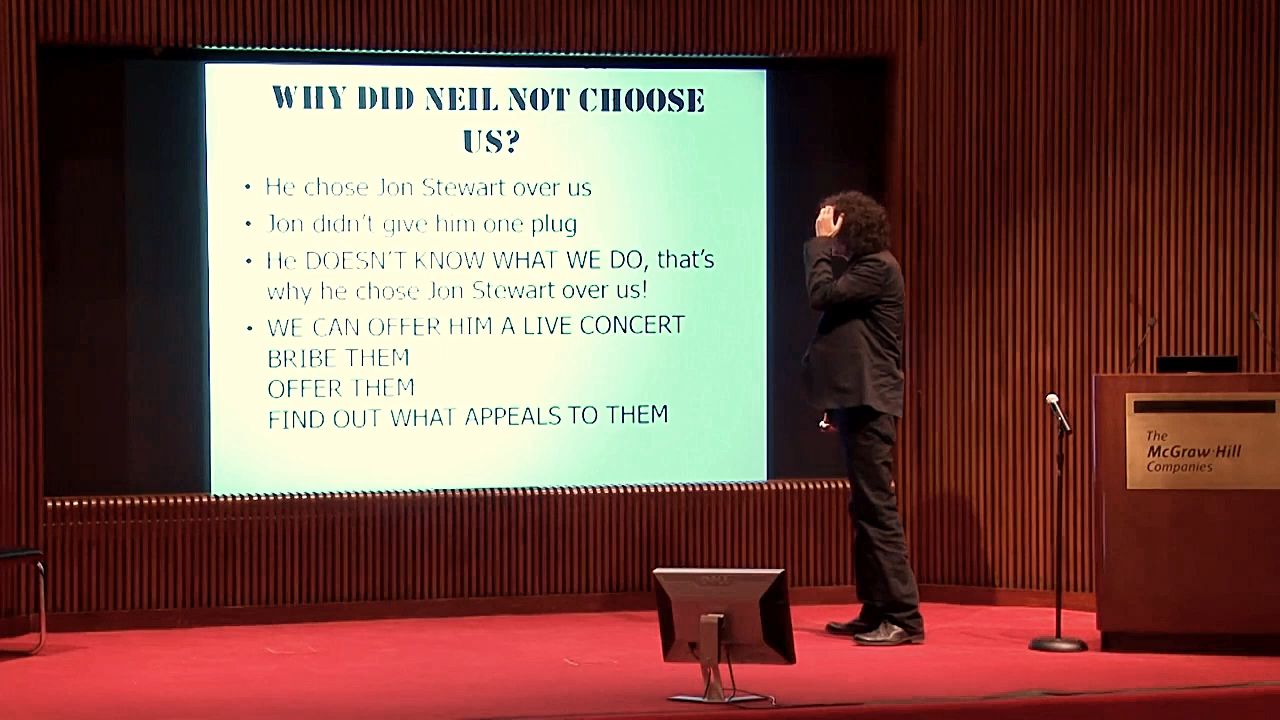 WHY DID NEIL NOT CHOOSE
US?
• He chose Jon Stewart over us
• Jon didn't give him one plug
• He DOESN'T KNOW WHAT WE DO, that's
why he chose Jon Stewart over us!
• WE CAN OFFER HIM A LIVE CONCERT
BRIBE THEM
OFFER THEM
FIND OUT WHAT APPEALS TO THEM
The
McGraw·Hill
Companies